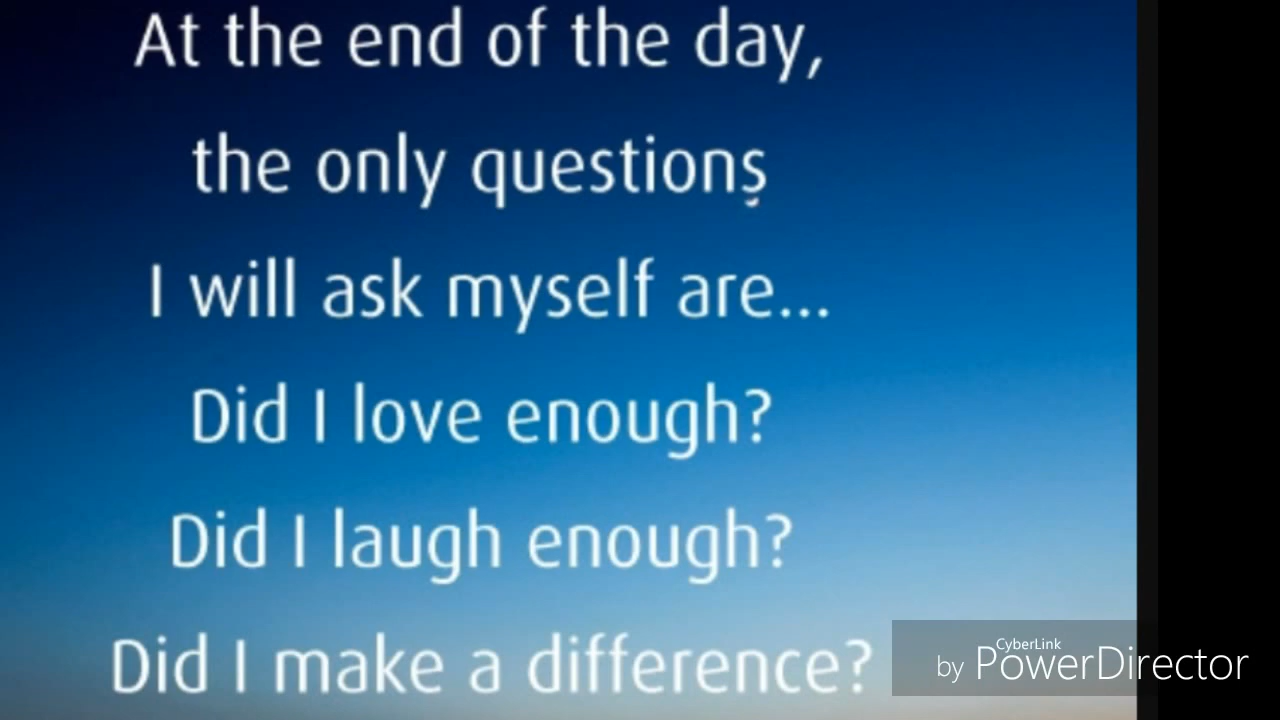 At the end of the day,
the only questions
I will ask myself are...
Did I love enough?
Did I laugh enough?
Did I make a difference?
CyberLink
by PowerDirector